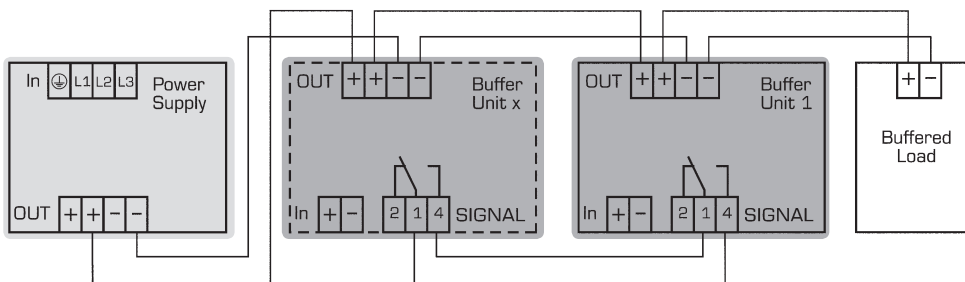 OUT + + - -
OUT + + - -
+ -
In ⏚ L1 L2 L3
Power
Supply
Buffer
Unit x
Buffer
Unit 1
Buffered
Load
OUT + + - -
In + -
2 1 4 SIGNAL
In + -
2 1 4 SIGNAL